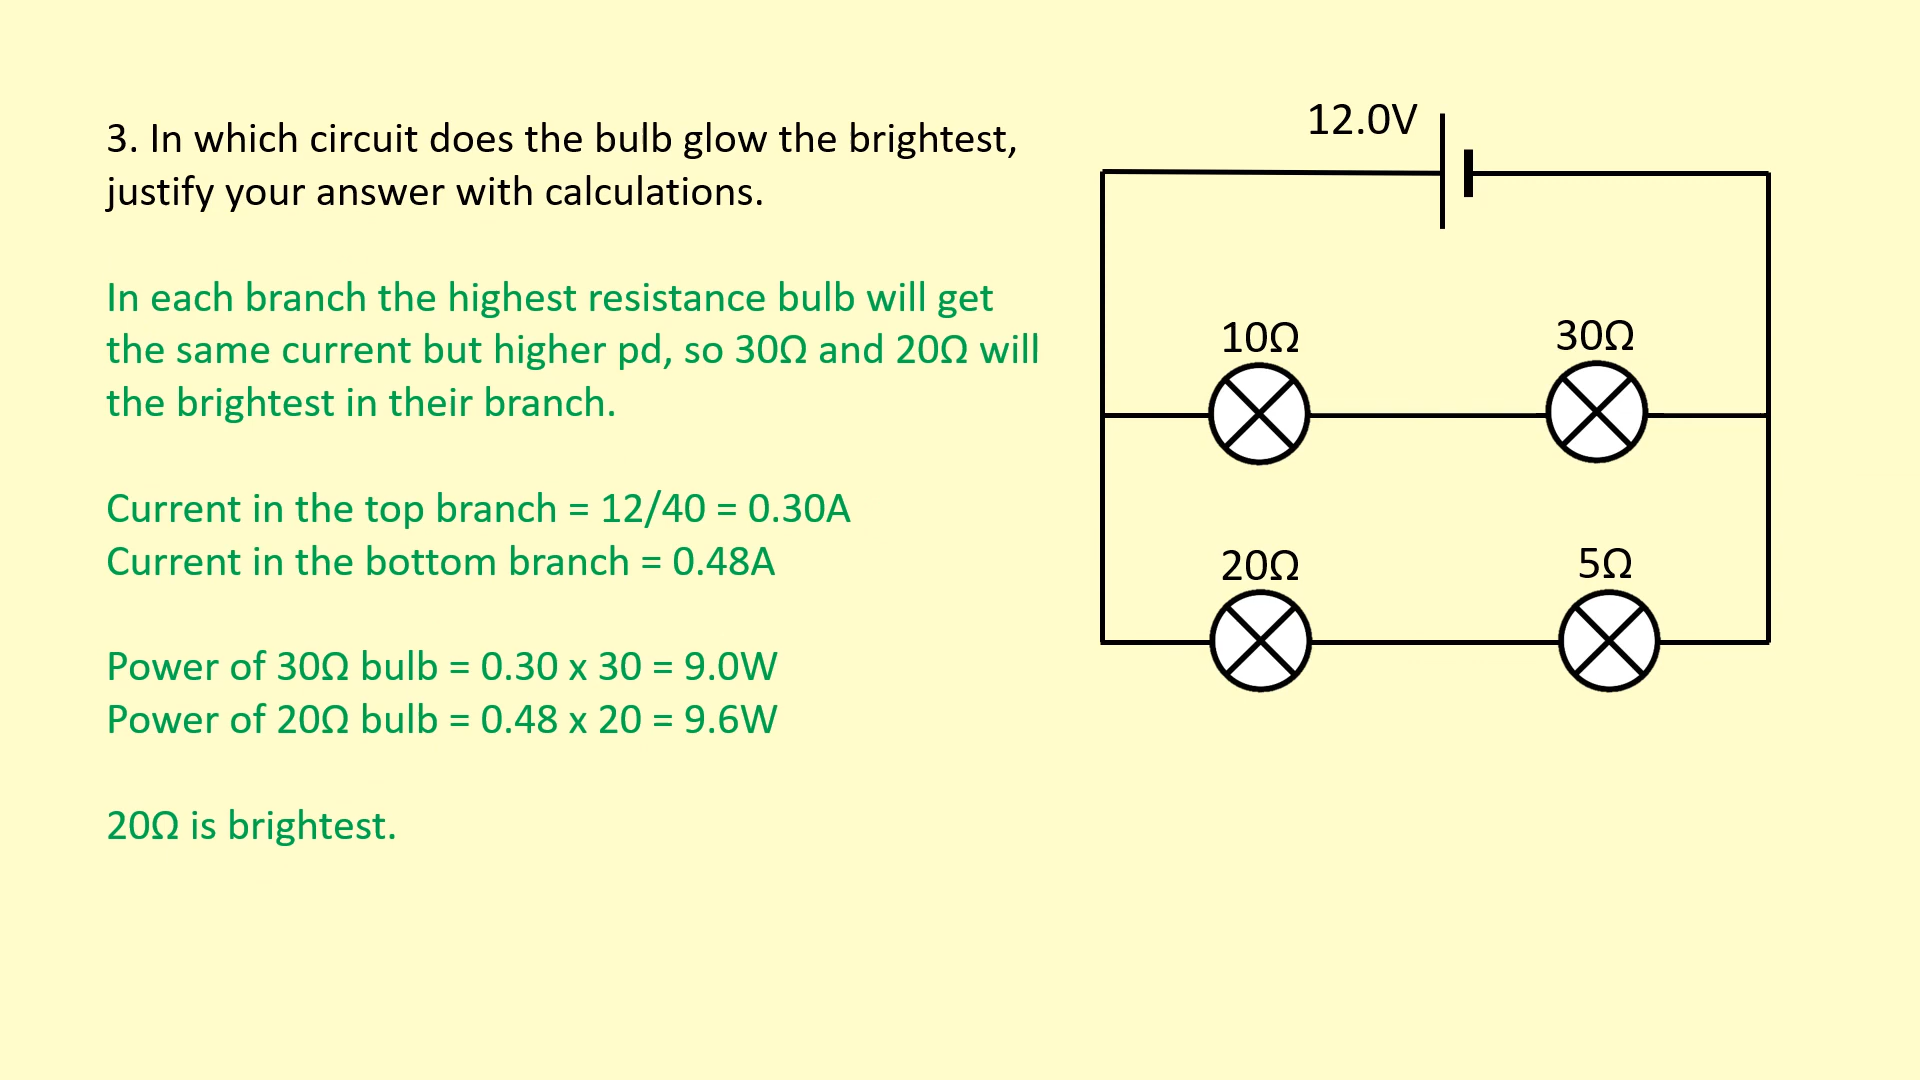 3. In which circuit does the bulb glow the brightest,
justify your answer with calculations.
In each branch the highest resistance bulb will get
the same current but higher pd, so 30Ω and 20Ω will
the brightest in their branch.
Current in the top branch = 12/40 = 0.30A
Current in the bottom branch = 0.48A
Power of 30Ω bulb = 0.30 x 30 = 9.0W
Power of 20Ω bulb = 0.48 x 20 = 9.6W
20Ω is brightest.
12.0V
10Ω
30Ω
20Ω
5Ω